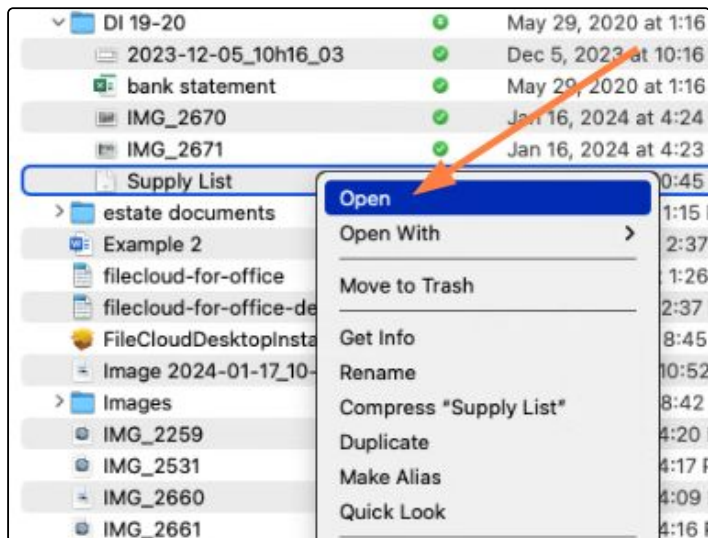 DI 19-20 May 29, 2020 at 1:16
2023-12-05_10h16_03 Dec 5, 2023 at 10:16
bank statement May 29, 2020 at 1:16
IMG_2670 Jan 16, 2024 at 4:24
IMG_2671 Jan 16, 2024 at 4:23
Supply List 0:45
Open
estate documents 1:15
Open With
Example 2 2:37
filecloud-for-office 1:26
Move to Trash
filecloud-for-office-de 2:37
FileCloudDesktopInsta 8:45
Get Info
Image 2024-01-17_10- 10:52
Rename
Images 8:42
Compress "Supply List"
IMG_2259 4:20
Duplicate
IMG_2531 4:17 P
Make Alias
IMG_2660 4:09
Quick Look
IMG_2661 4:16